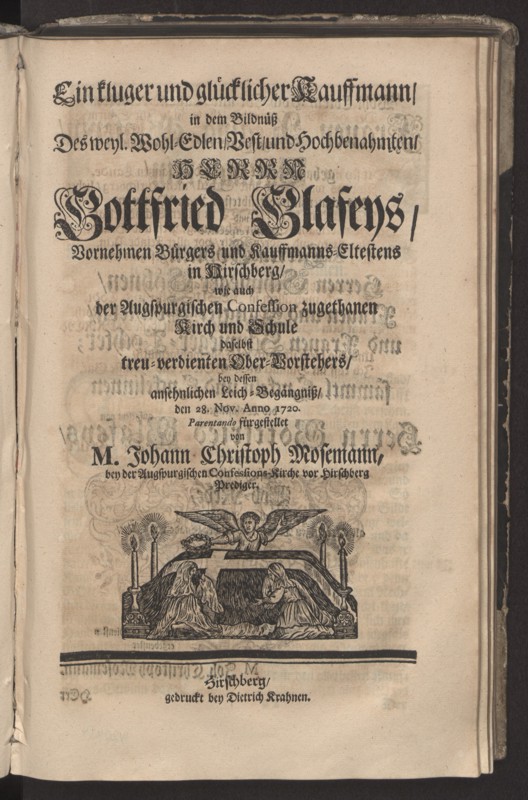 Ein kluger und glücklicher Kauffmann/
in dem Bildnüß
Des weyl. Wohl-Edlen/Vest/und Hochbenahmten/
HERRN
Gottfried Glafeys/
Vornehmen Bürgers und Kauffmanns-Eltestens
in Hirschberg/
wie auch
der Augspurgischen Confession zugethanen
Kirch und Schule
daselbst
treu-verdienten Ober-Vorstehers/
bey dessen
ansehnlichen Leich-Begängniß/
den 28. Nov. Anno 1720.
Parentando fürgestellet
von
M. Johann Christoph Mosemann,
bey der Augspurgischen Confessions-Kirche vor Hirschberg
Prediger.
Hirschberg/
gedruckt bey Dietrich Krahnen.